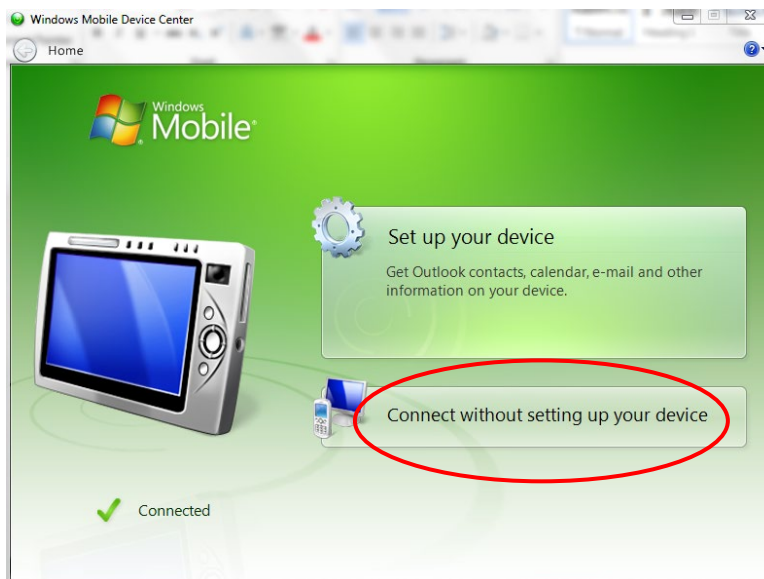 Windows Mobile Device Center
Home
Windows
Mobile
Set up your device
Get Outlook contacts, calendar, e-mail and other
information on your device.
Connect without setting up your device
Connected